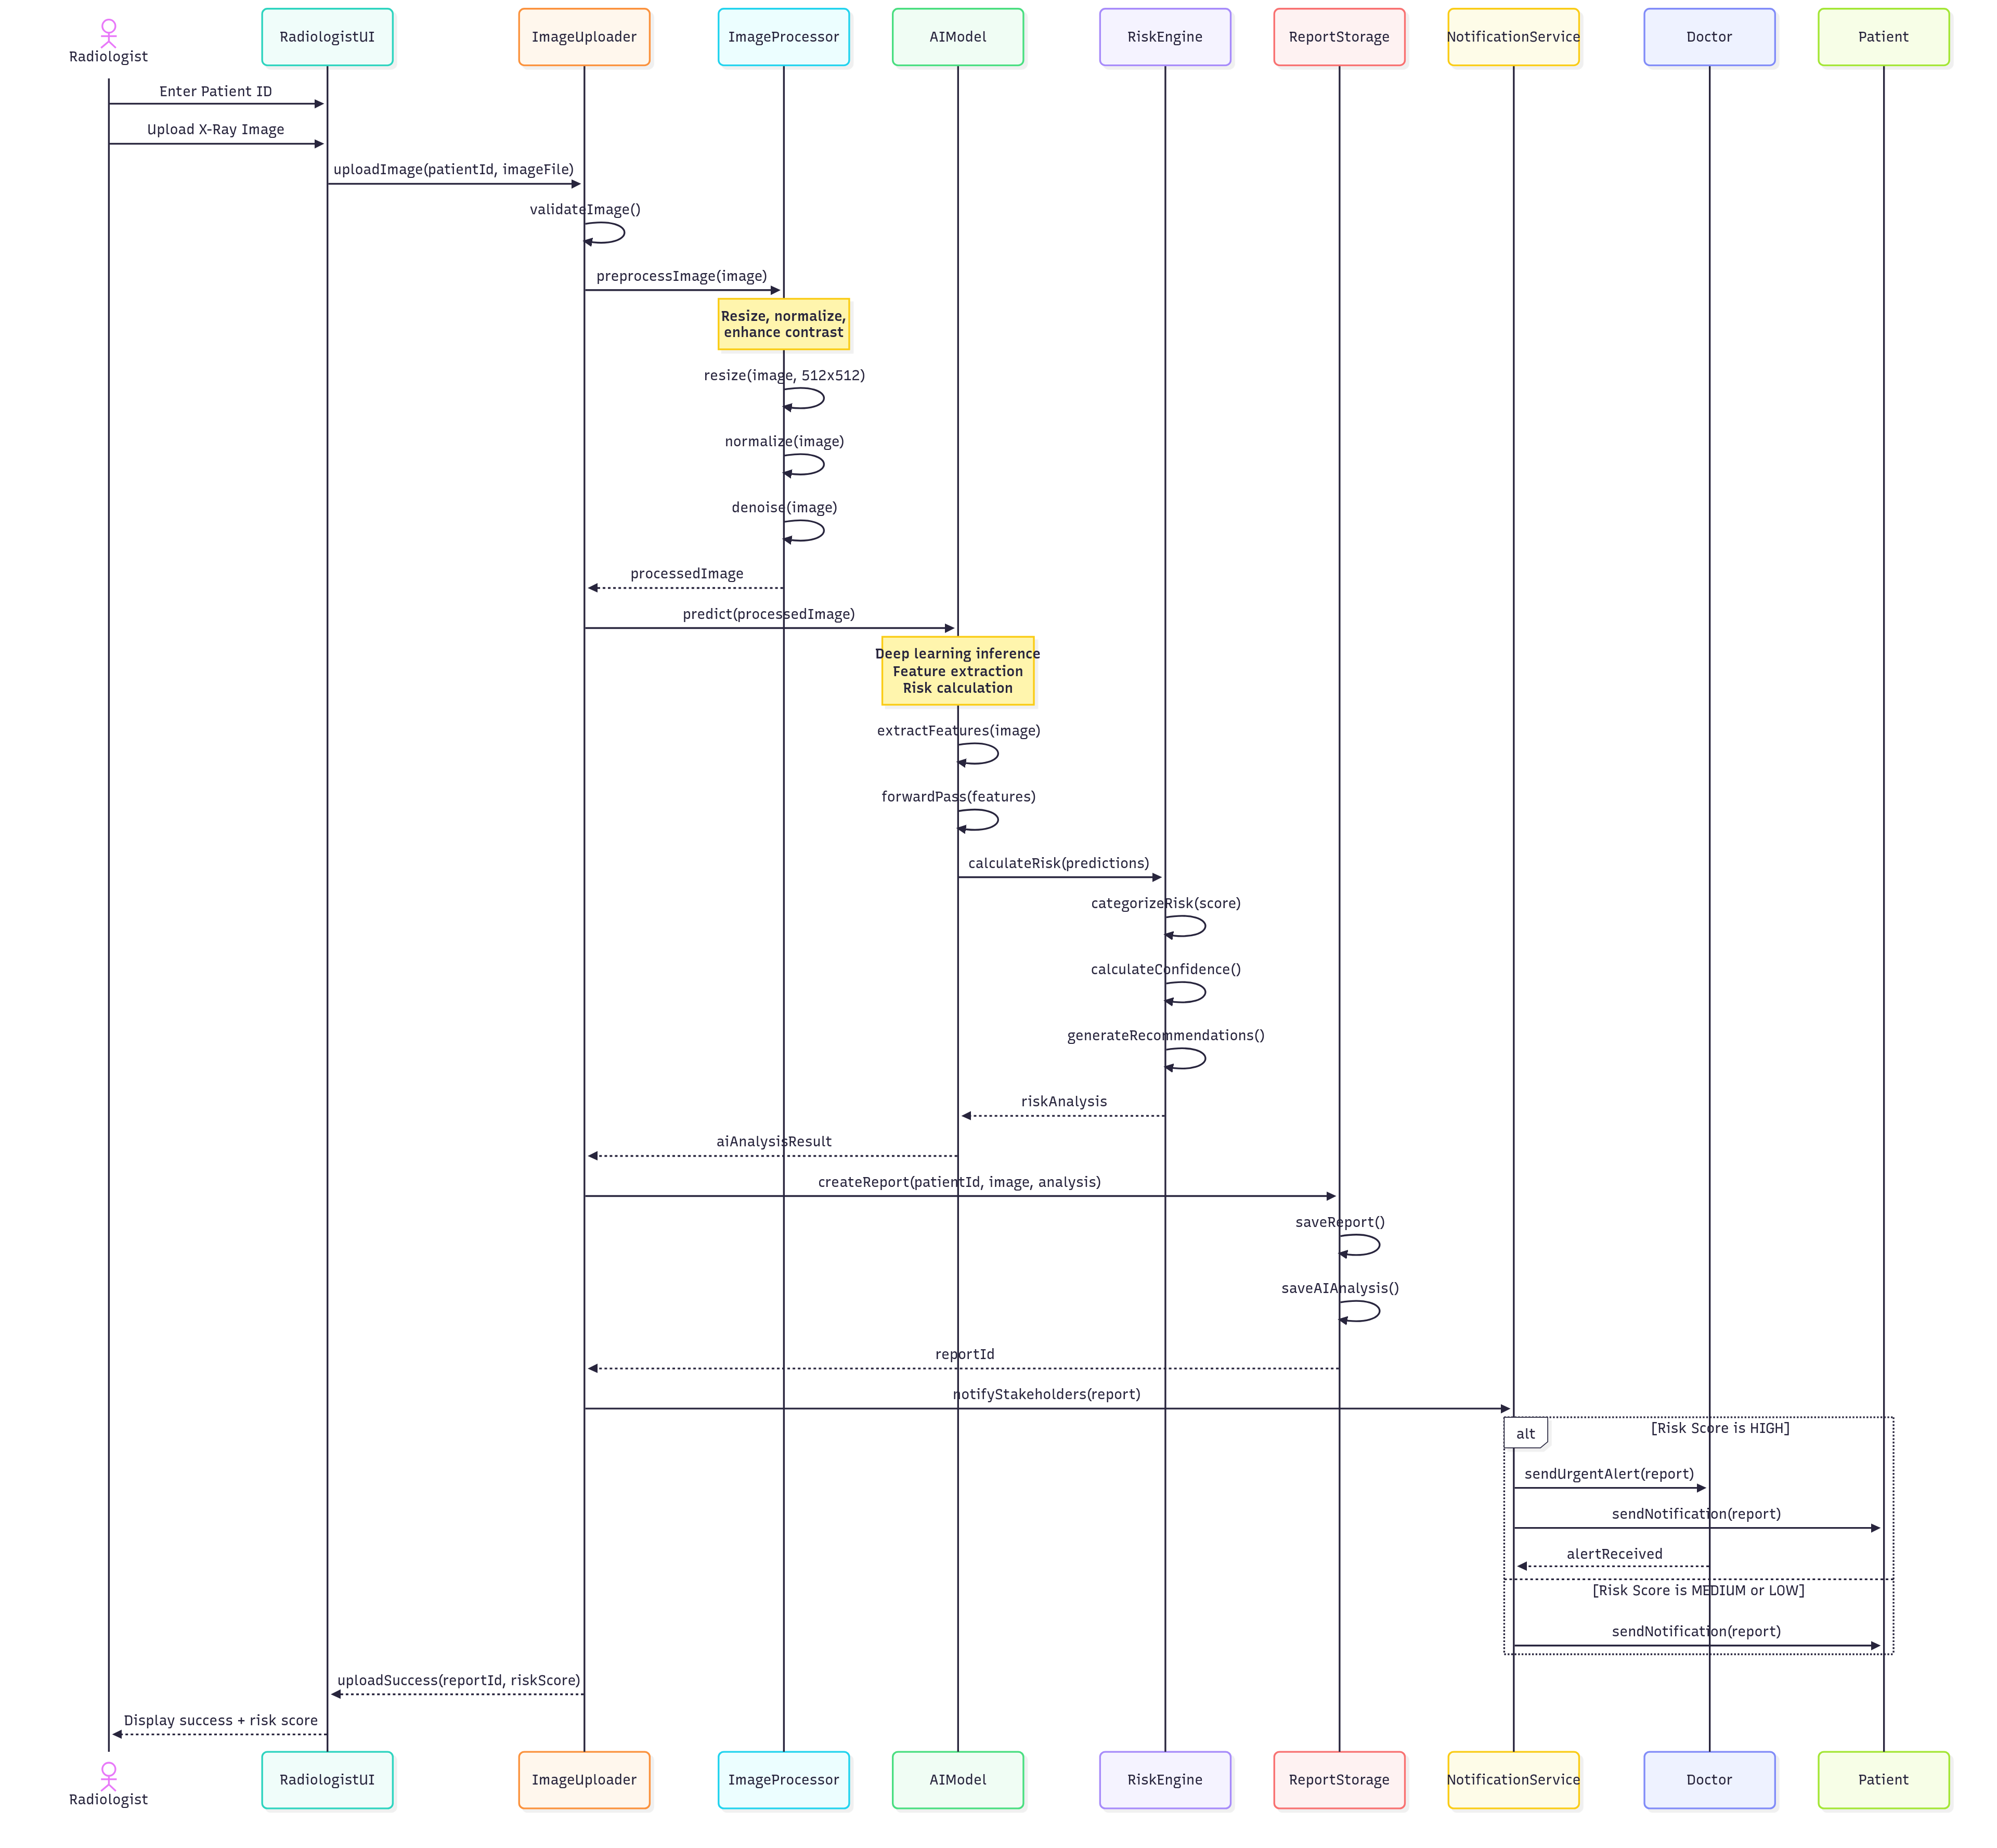 Radiologist
RadiologistUI
ImageUploader
ImageProcessor
AIModel
RiskEngine
ReportStorage
NotificationService
Doctor
Patient
Enter Patient ID
Upload X-Ray Image
uploadImage(patientId, imageFile)
validateImage()
preprocessImage(image)
Resize, normalize,
enhance contrast
resize(image, 512x512)
normalize(image)
denoise(image)
processedImage
predict(processedImage)
Deep learning inference
Feature extraction
Risk calculation
extractFeatures(image)
forwardPass(features)
calculateRisk(predictions)
categorizeRisk(score)
calculateConfidence()
generateRecommendations()
riskAnalysis
aiAnalysisResult
createReport(patientId, image, analysis)
saveReport()
saveAIAnalysis()
reportId
notifyStakeholders(report)
alt
[Risk Score is HIGH]
sendUrgentAlert(report)
sendNotification(report)
alertReceived
[Risk Score is MEDIUM or LOW]
sendNotification(report)
uploadSuccess(reportId, riskScore)
Display success + risk score
Radiologist
RadiologistUI
ImageUploader
ImageProcessor
AIModel
RiskEngine
ReportStorage
NotificationService
Doctor
Patient